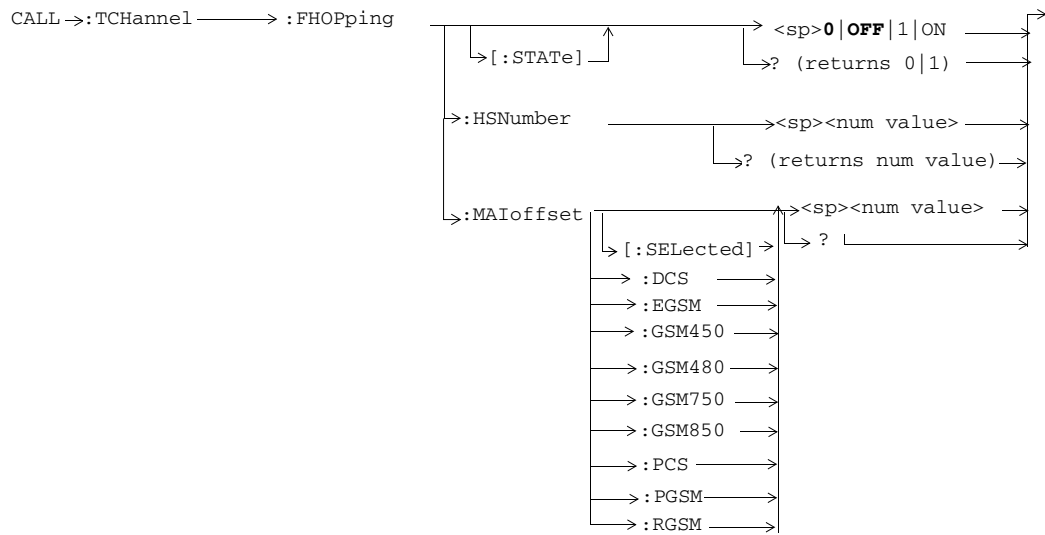 CALL :TCHannel :FHOPping <sp>0|OFF|1|ON
[:STATe] ? (returns 0|1)
:HSNumber <sp><num value>
? (returns num value)
:MAIoffset <sp><num value>
[:SELected] ?
:DCS
:EGSM
:GSM450
:GSM480
:GSM750
:GSM850
:PCS
:PGSM
:RGSM